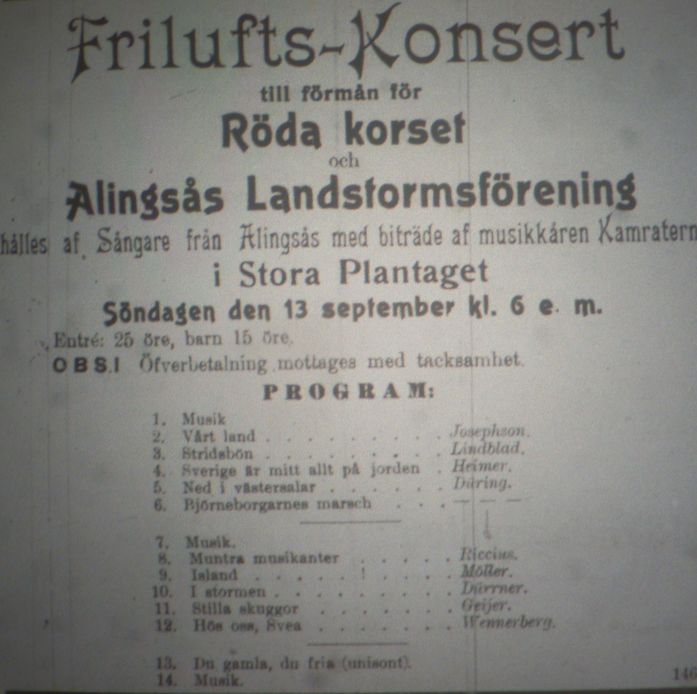 Frilufts-Konsert
till förmån för
Röda korset
och
Alingsås Landstormsförening
hålles af Sångare från Alingsås med biträde af musikkåren Kamratern
i Stora Plantaget
Söndagen den 13 september kl. 6 e. m.
Entré: 25 öre, barn 15 öre.
OBS.! Öfverbetalning mottages med tacksamhet.
PROGRAM:
1. Musik
2. Vårt land . . . . . . . . . Josephson.
3. Stridsbön . . . . . . . . . Lindblad.
4. Sverige är mitt allt på jorden . Heimer.
5. Ned i västersalar . . . . . . Düring.
6. Björneborgarnes marsch . . . — — —
7. Musik.
8. Muntra musikanter . . . . . Riccius.
9. Island . . . . . . . . . Möller.
10. I stormen . . . . . . . . Dürrner.
11. Stilla skuggor . . . . . . . Geijer.
12. Hös oss, Svea . . . . . . . Wennerberg.
13. Du gamla, du fria (unisont).
14. Musik.
146